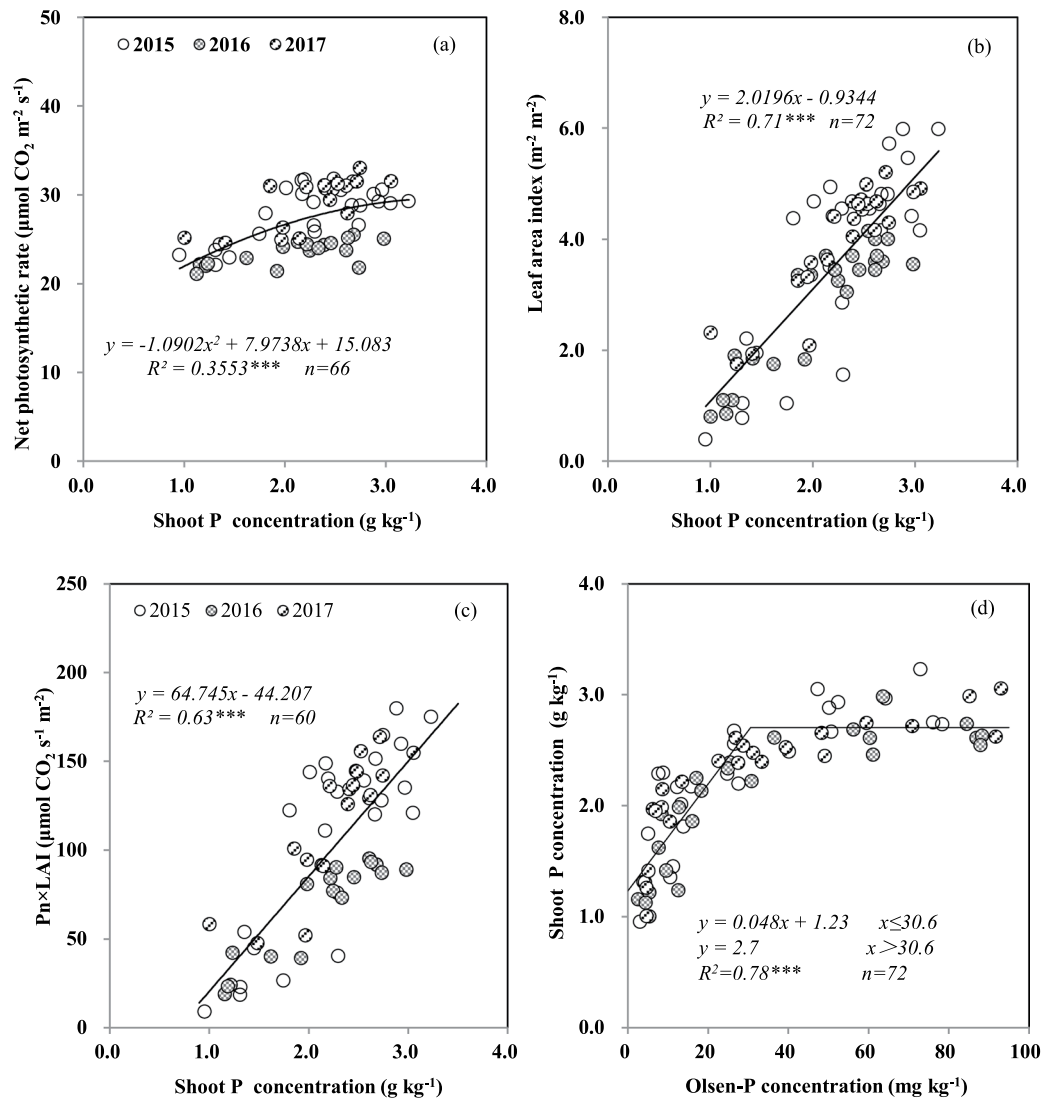 50
40
30
20
10
0
0.0 1.0 2.0 3.0 4.0
Net photosynthetic rate (µmol CO₂ m⁻² s⁻¹)
2015 2016 2017
(a)
y = -1.0902x² + 7.9738x + 15.083
R² = 0.3553*** n=66
Shoot P concentration (g kg⁻¹)
8.0
6.0
4.0
2.0
0.0
0.0 1.0 2.0 3.0 4.0
Leaf area index (m⁻² m⁻²)
(b)
y = 2.0196x - 0.9344
R² = 0.71*** n=72
Shoot P concentration (g kg⁻¹)
250
200
150
100
50
0
0.0 1.0 2.0 3.0 4.0
Pn×LAI (µmol CO₂ s⁻¹ m⁻²)
2015 2016 2017
(c)
y = 64.745x - 44.207
R² = 0.63*** n=60
Shoot P concentration (g kg⁻¹)
4.0
3.0
2.0
1.0
0.0
0 20 40 60 80 100
Shoot P concentration (g kg⁻¹)
(d)
y = 0.048x + 1.23 x≤30.6
y = 2.7 x＞30.6
R²=0.78*** n=72
Olsen-P concentration (mg kg⁻¹)